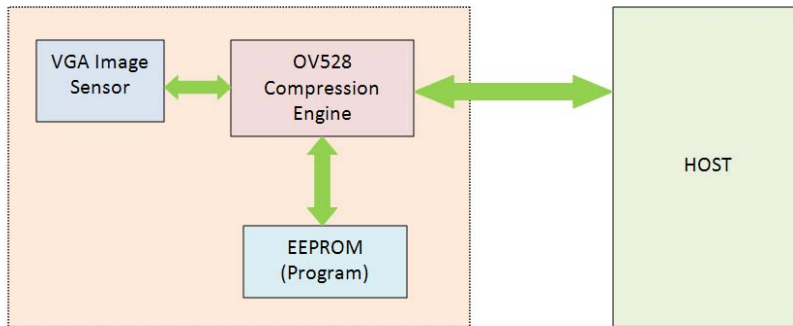 VGA Image
Sensor
OV528
Compression
Engine
HOST
EEPROM
(Program)